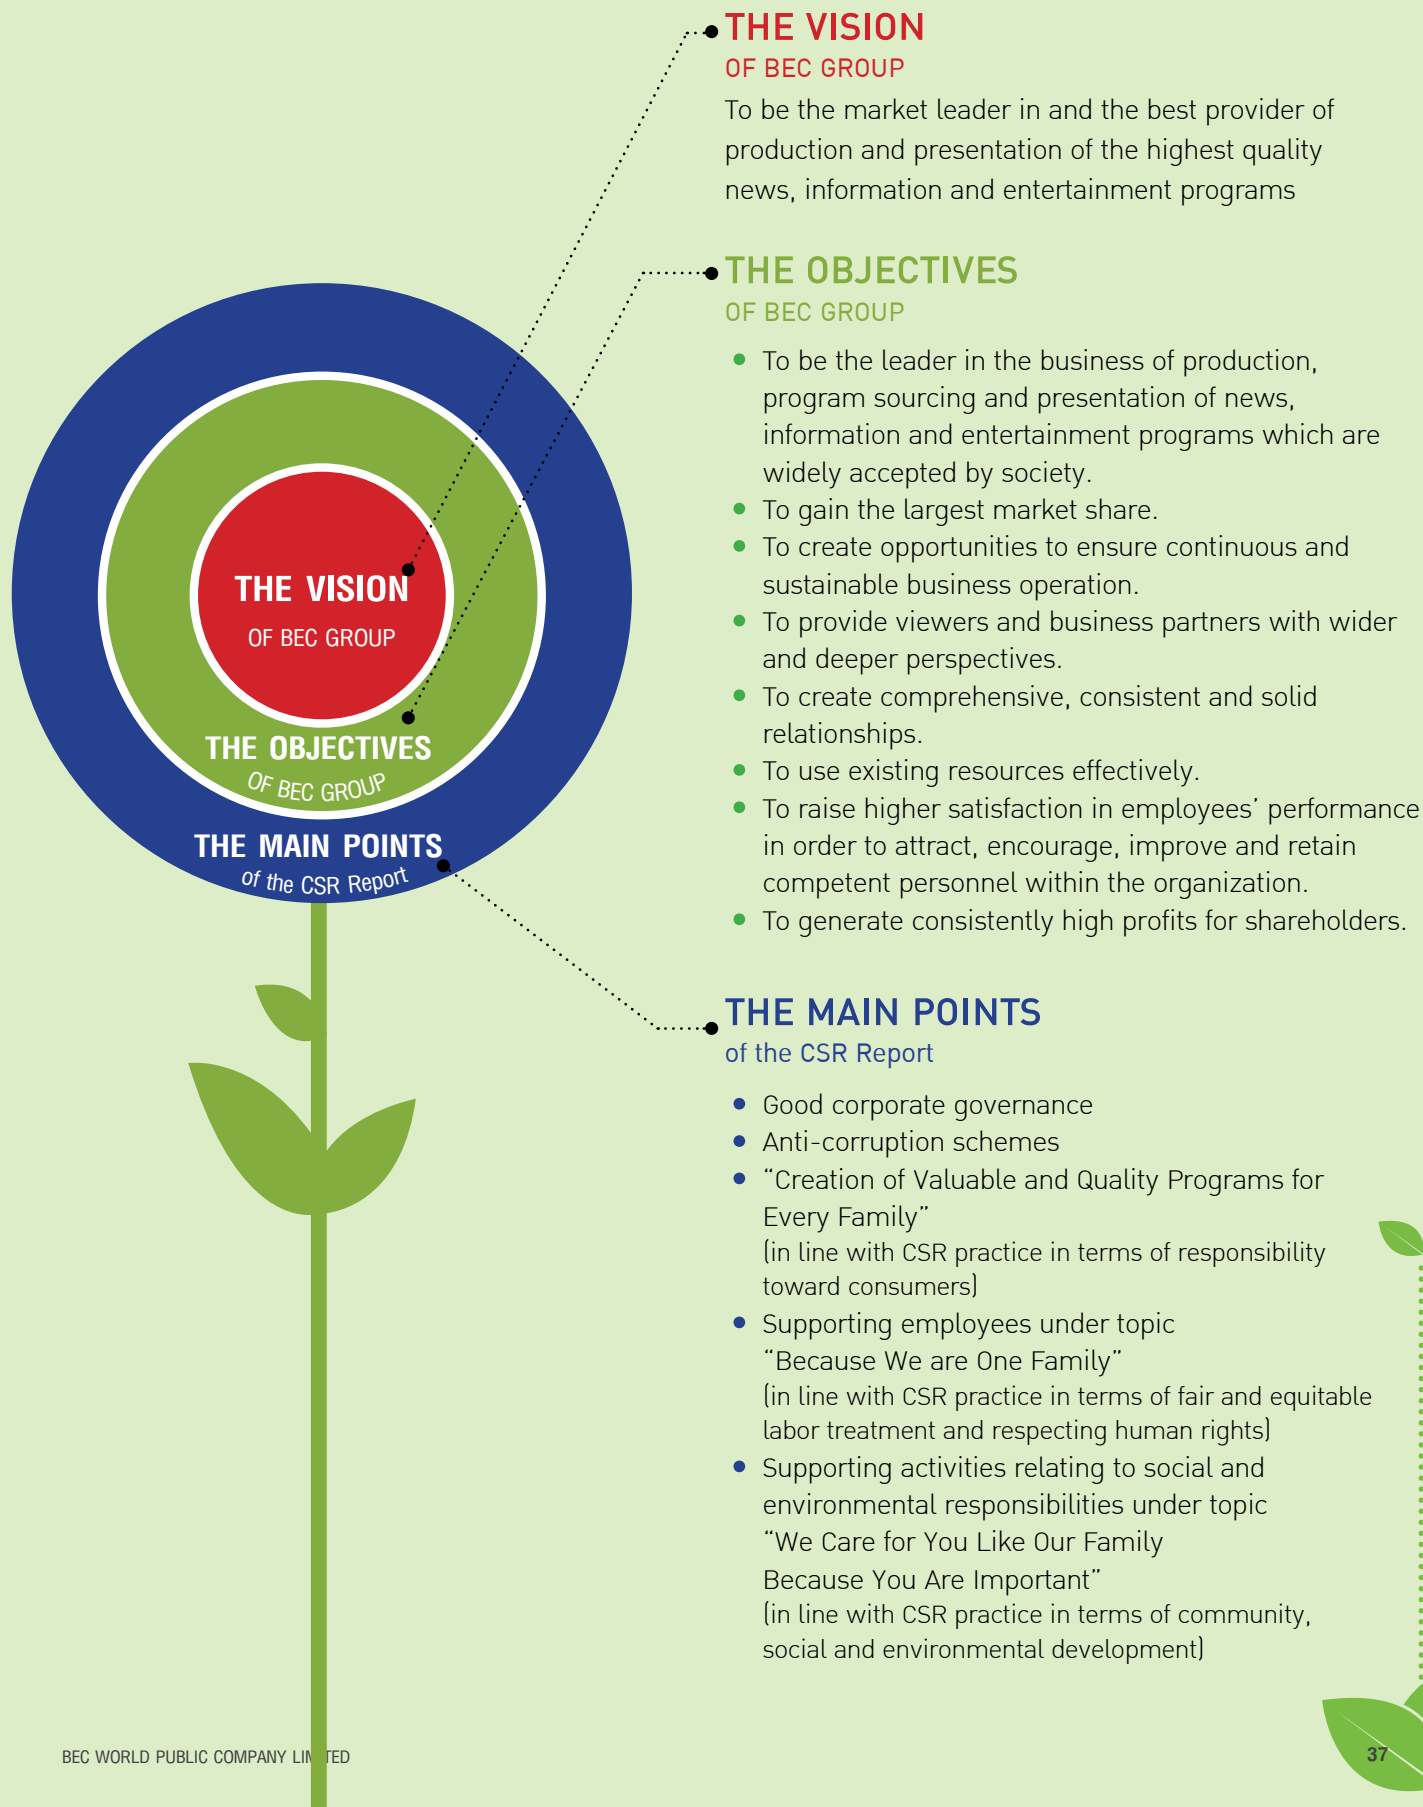 THE VISION
OF BEC GROUP
To be the market leader in and the best provider of
production and presentation of the highest quality
news, information and entertainment programs
THE OBJECTIVES
OF BEC GROUP
• To be the leader in the business of production,
program sourcing and presentation of news,
information and entertainment programs which are
widely accepted by society.
• To gain the largest market share.
• To create opportunities to ensure continuous and
sustainable business operation.
• To provide viewers and business partners with wider
and deeper perspectives.
• To create comprehensive, consistent and solid
relationships.
• To use existing resources effectively.
• To raise higher satisfaction in employees’ performance
in order to attract, encourage, improve and retain
competent personnel within the organization.
• To generate consistently high profits for shareholders.
THE MAIN POINTS
of the CSR Report
• Good corporate governance
• Anti-corruption schemes
• “Creation of Valuable and Quality Programs for
Every Family”
(in line with CSR practice in terms of responsibility
toward consumers)
• Supporting employees under topic
“Because We are One Family”
(in line with CSR practice in terms of fair and equitable
labor treatment and respecting human rights)
• Supporting activities relating to social and
environmental responsibilities under topic
“We Care for You Like Our Family
Because You Are Important”
(in line with CSR practice in terms of community,
social and environmental development)
THE VISION
OF BEC GROUP
THE OBJECTIVES
OF BEC GROUP
THE MAIN POINTS
of the CSR Report
BEC WORLD PUBLIC COMPANY LIMITED
37